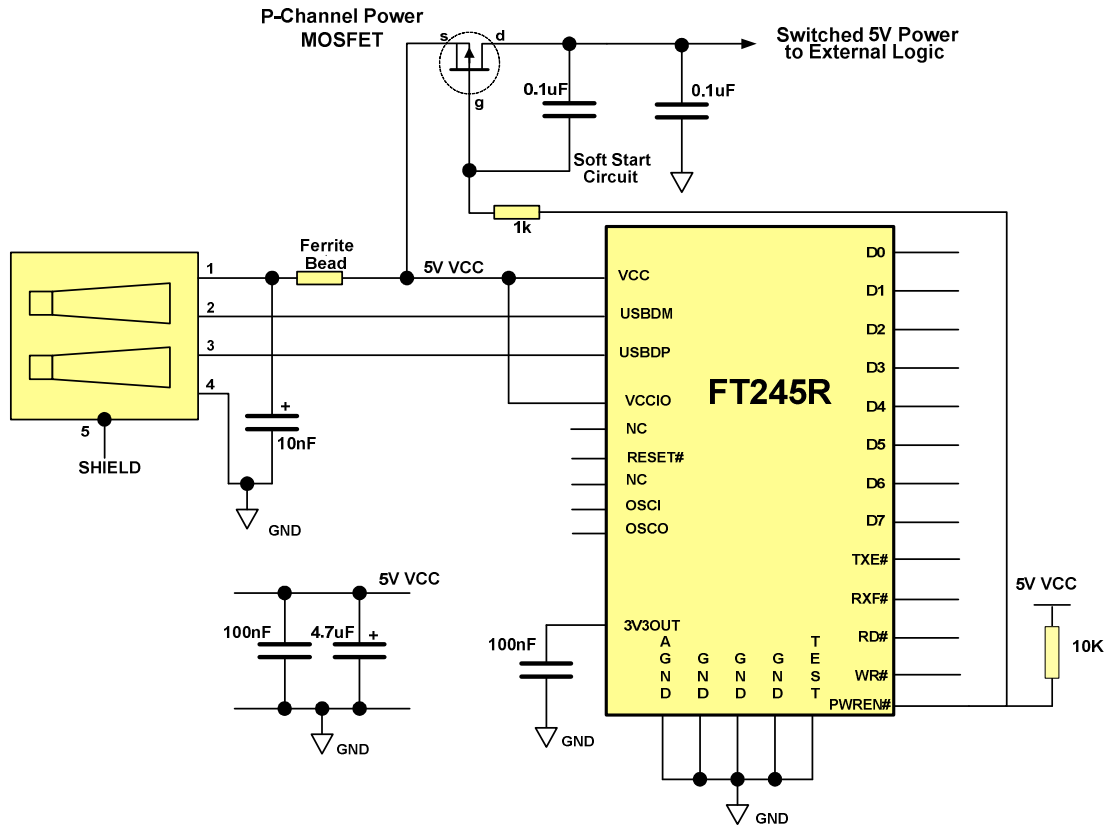 P-Channel Power
MOSFET
s
d
g
Switched 5V Power
to External Logic
0.1uF
0.1uF
Soft Start
Circuit
1k
Ferrite
Bead
5V VCC
1
2
3
4
5
SHIELD
+
10nF
GND
VCC
USBDM
USBDP
VCCIO
NC
RESET#
NC
OSCI
OSCO
3V3OUT
FT245R
D0
D1
D2
D3
D4
D5
D6
D7
TXE#
RXF#
RD#
WR#
PWREN#
AGND
GND
GND
GND
TEST
5V VCC
10K
5V VCC
100nF
4.7uF
+
GND
100nF
GND
GND